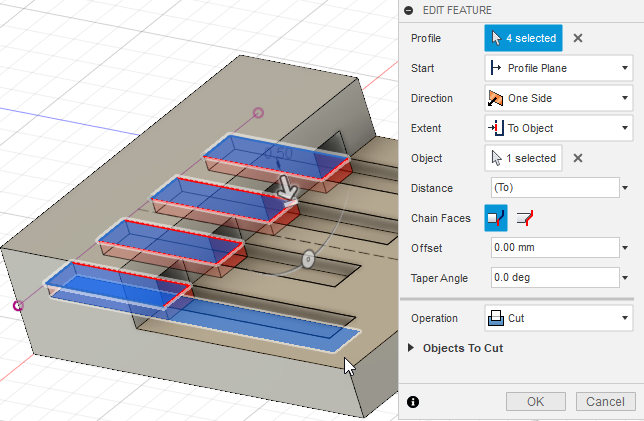 EDIT FEATURE
Profile 4 selected
Start Profile Plane
Direction One Side
Extent To Object
Object 1 selected
Distance (To)
Chain Faces
Offset 0.00 mm
Taper Angle 0.0 deg
Operation Cut
Objects To Cut
OK Cancel